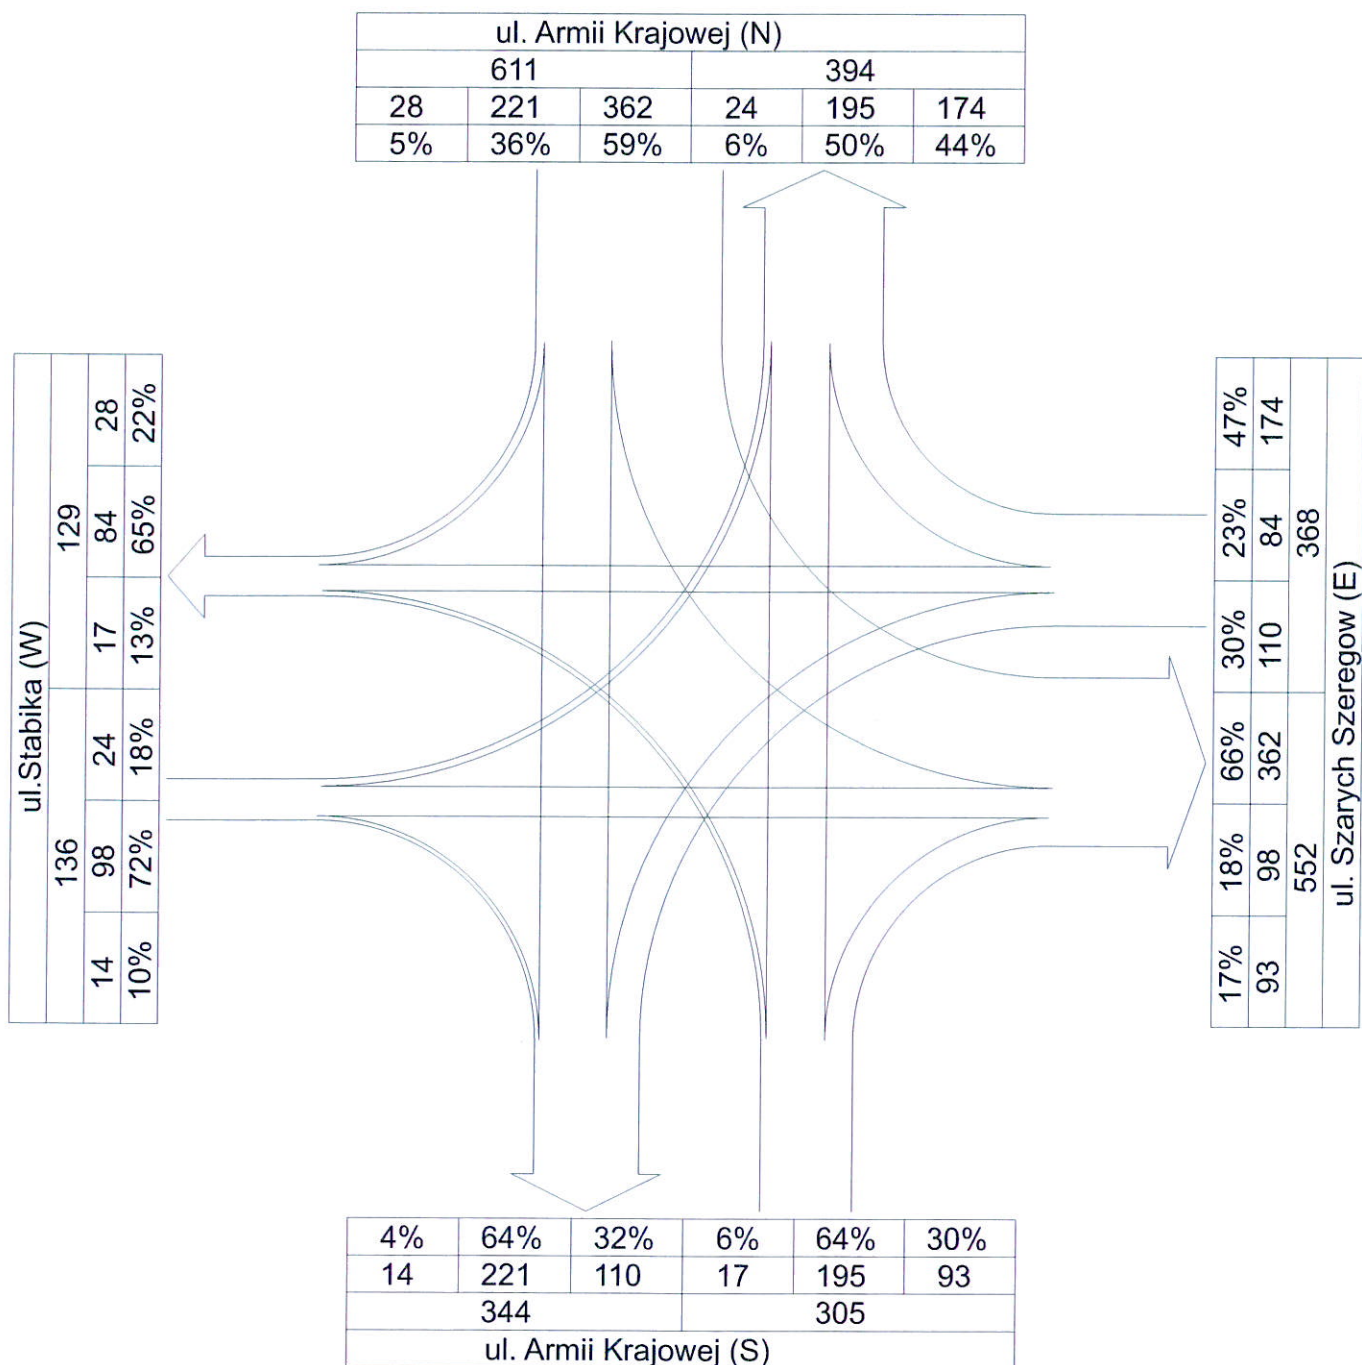 ul. Armii Krajowej (N)
611 394
28 221 362 24 195 174
5% 36% 59% 6% 50% 44%
ul.Stabika (W)
136 129
14 98 24 17 84 28
10% 72% 18% 13% 65% 22%
17% 18% 66% 30% 23% 47%
93 98 362 110 84 174
552 368
ul. Szarych Szeregow (E)
4% 64% 32% 6% 64% 30%
14 221 110 17 195 93
344 305
ul. Armii Krajowej (S)